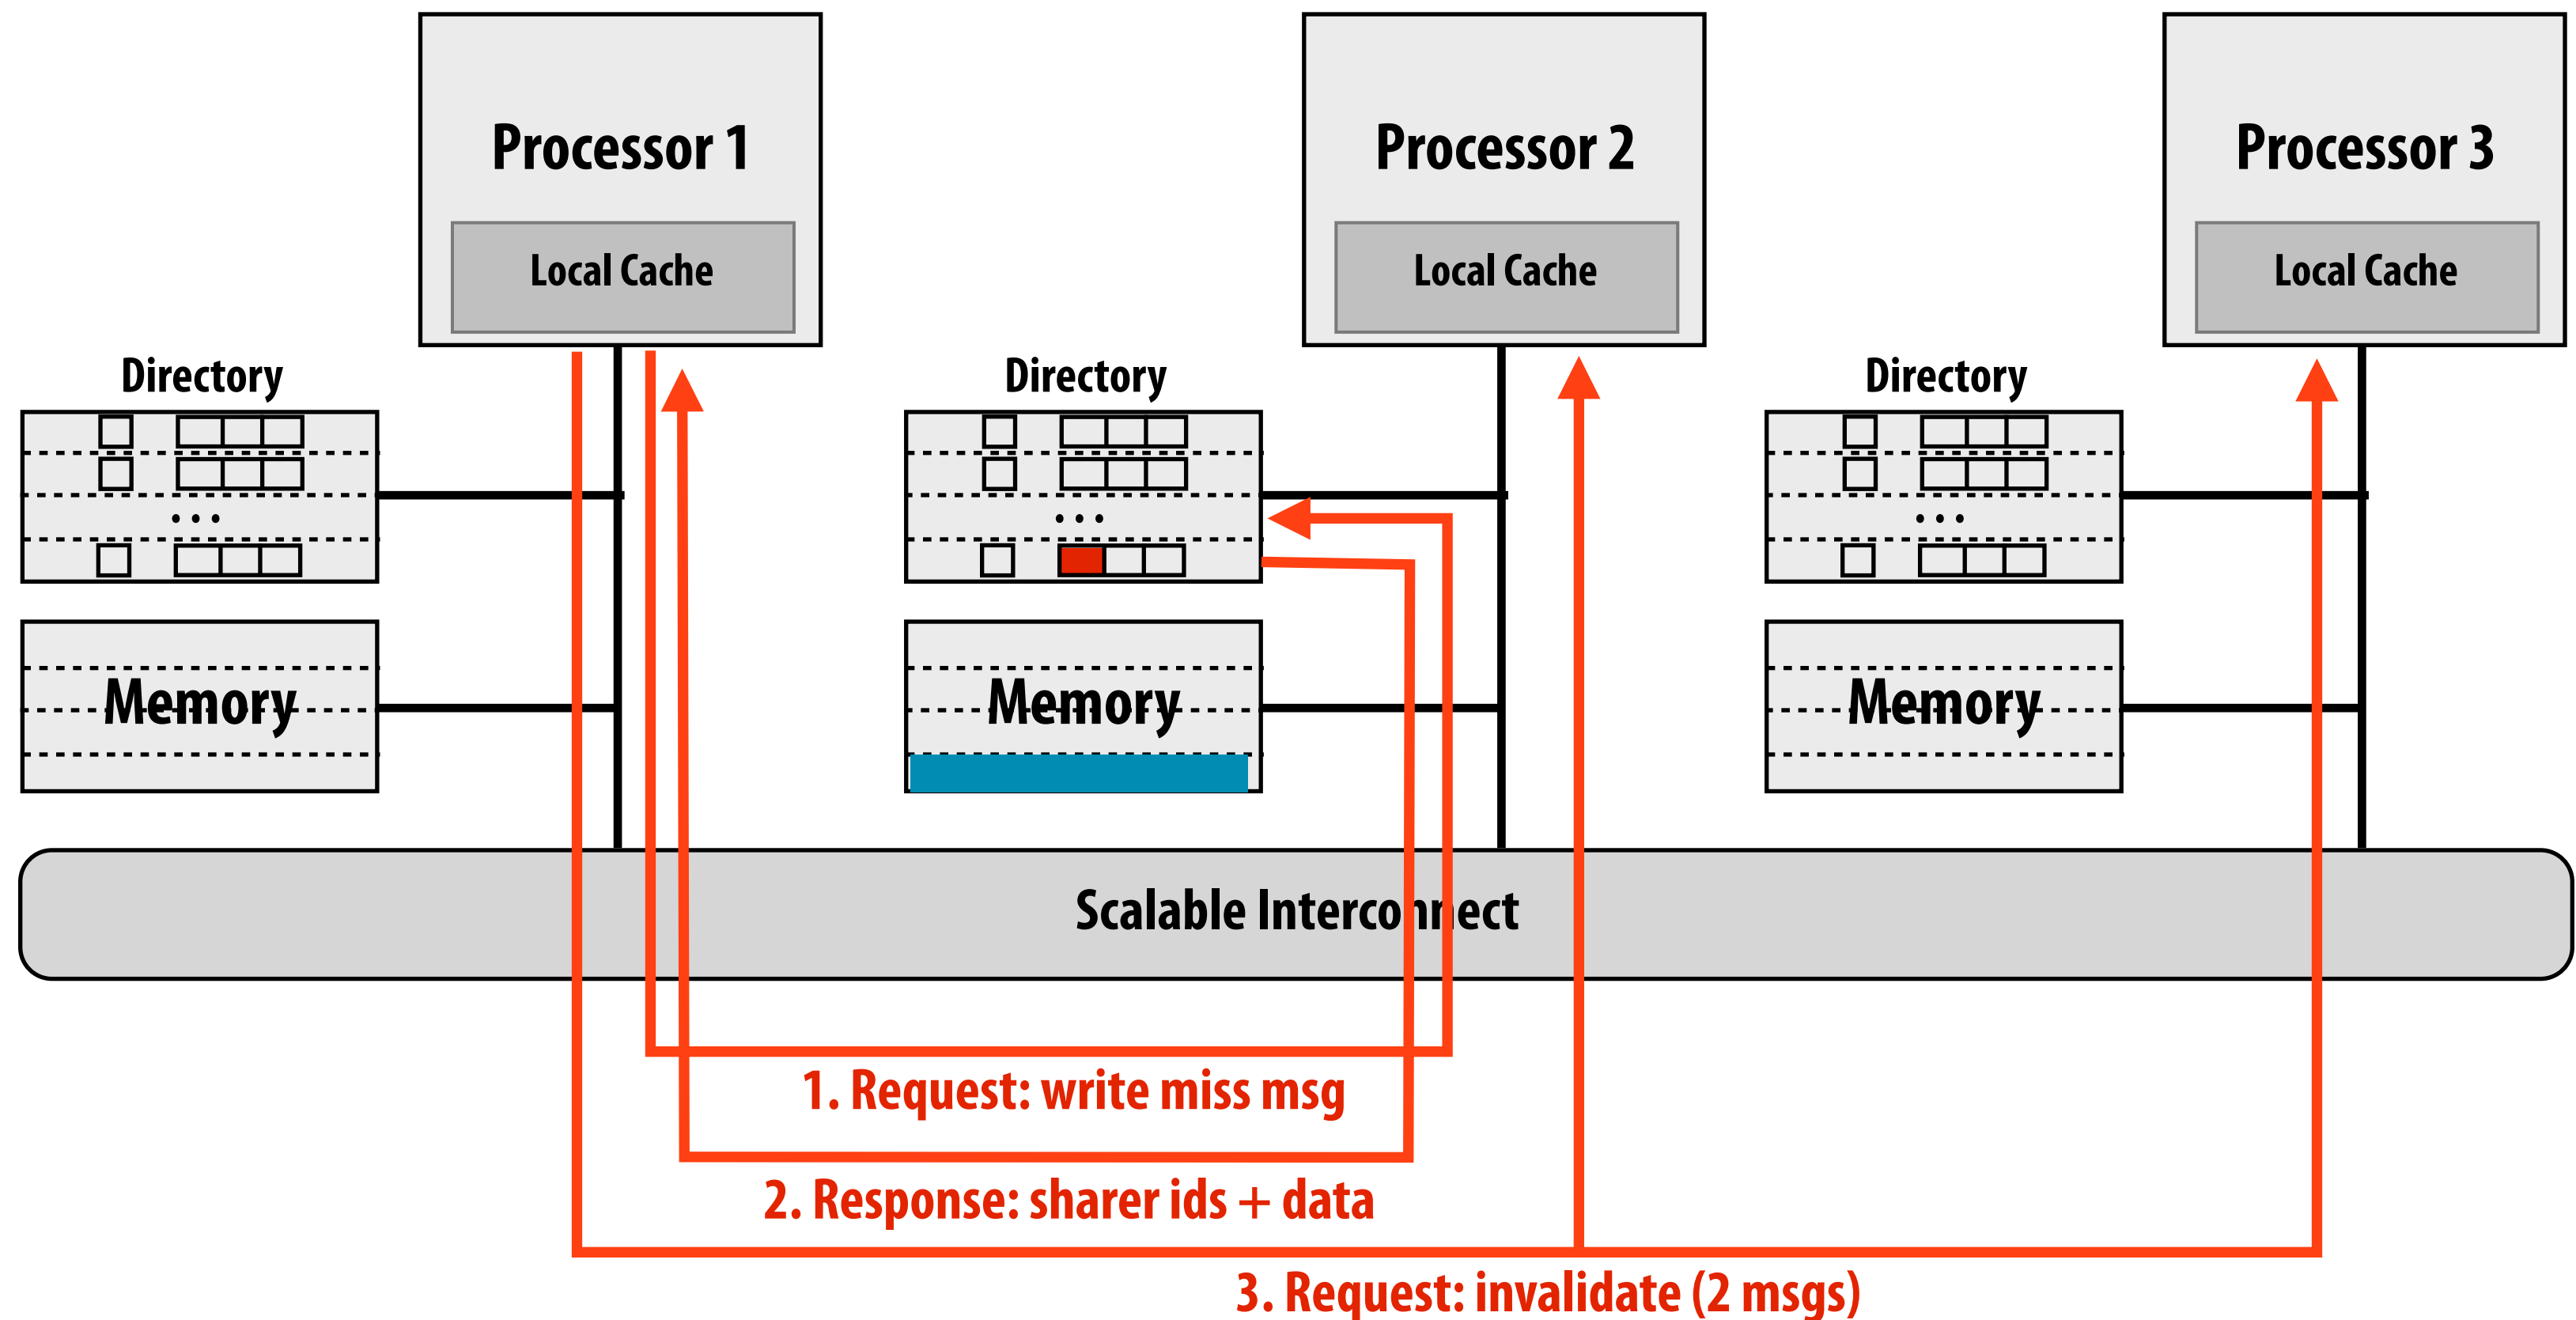 Processor 1
Processor 2
Processor 3
Local Cache
Local Cache
Local Cache
Directory
Directory
Directory
• • •
• • •
• • •
Memory
Memory
Memory
Scalable Interconnect
1. Request: write miss msg
2. Response: sharer ids + data
3. Request: invalidate (2 msgs)